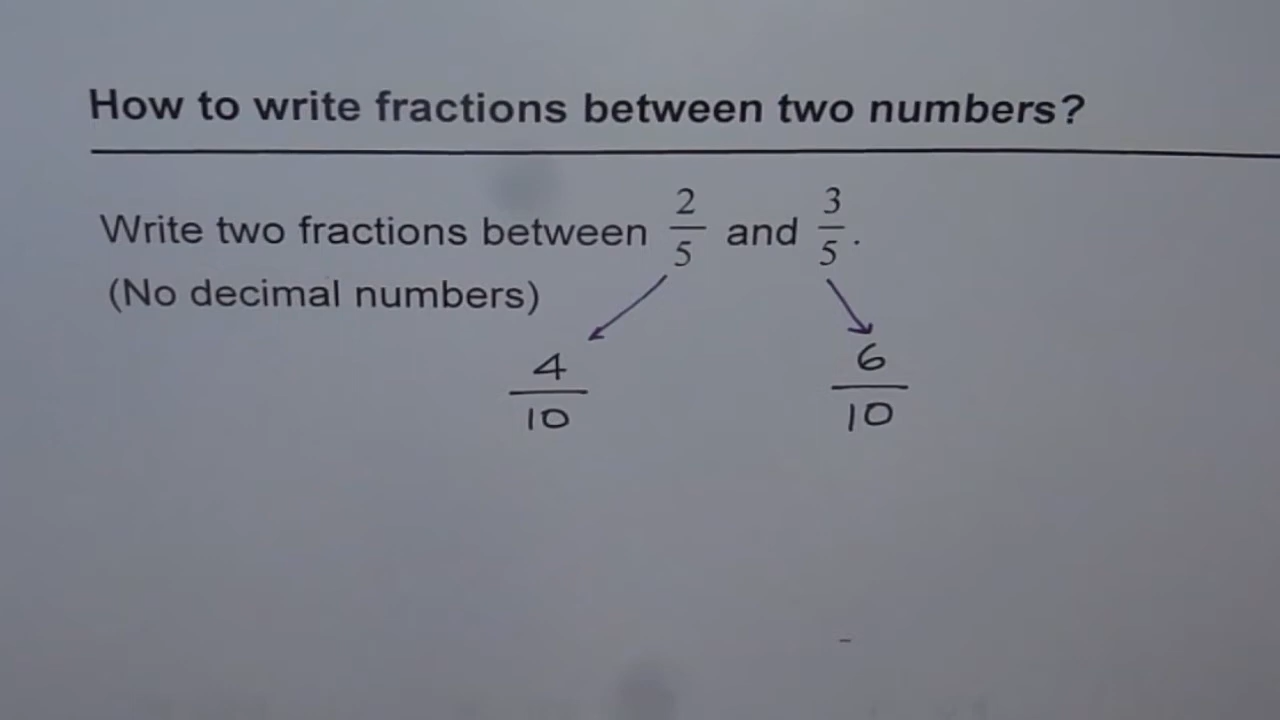 How to write fractions between two numbers?
Write two fractions between 2/5 and 3/5.
(No decimal numbers)
4/10 6/10